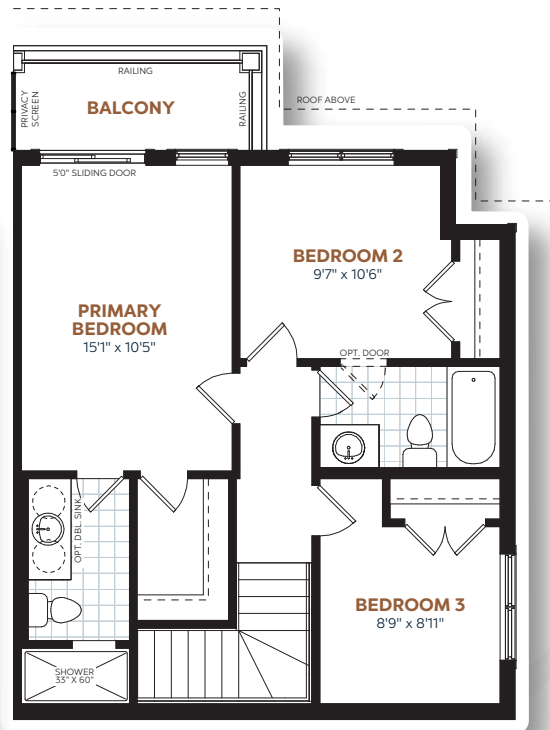 RAILING
BALCONY
PRIVACY
SCREEN
RAILING
ROOF ABOVE
5'0" SLIDING DOOR
BEDROOM 2
9'7" x 10'6"
PRIMARY
BEDROOM
15'1" x 10'5"
OPT. DOOR
OPT. DBL. SINK
BEDROOM 3
8'9" x 8'11"
SHOWER
33" X 60"